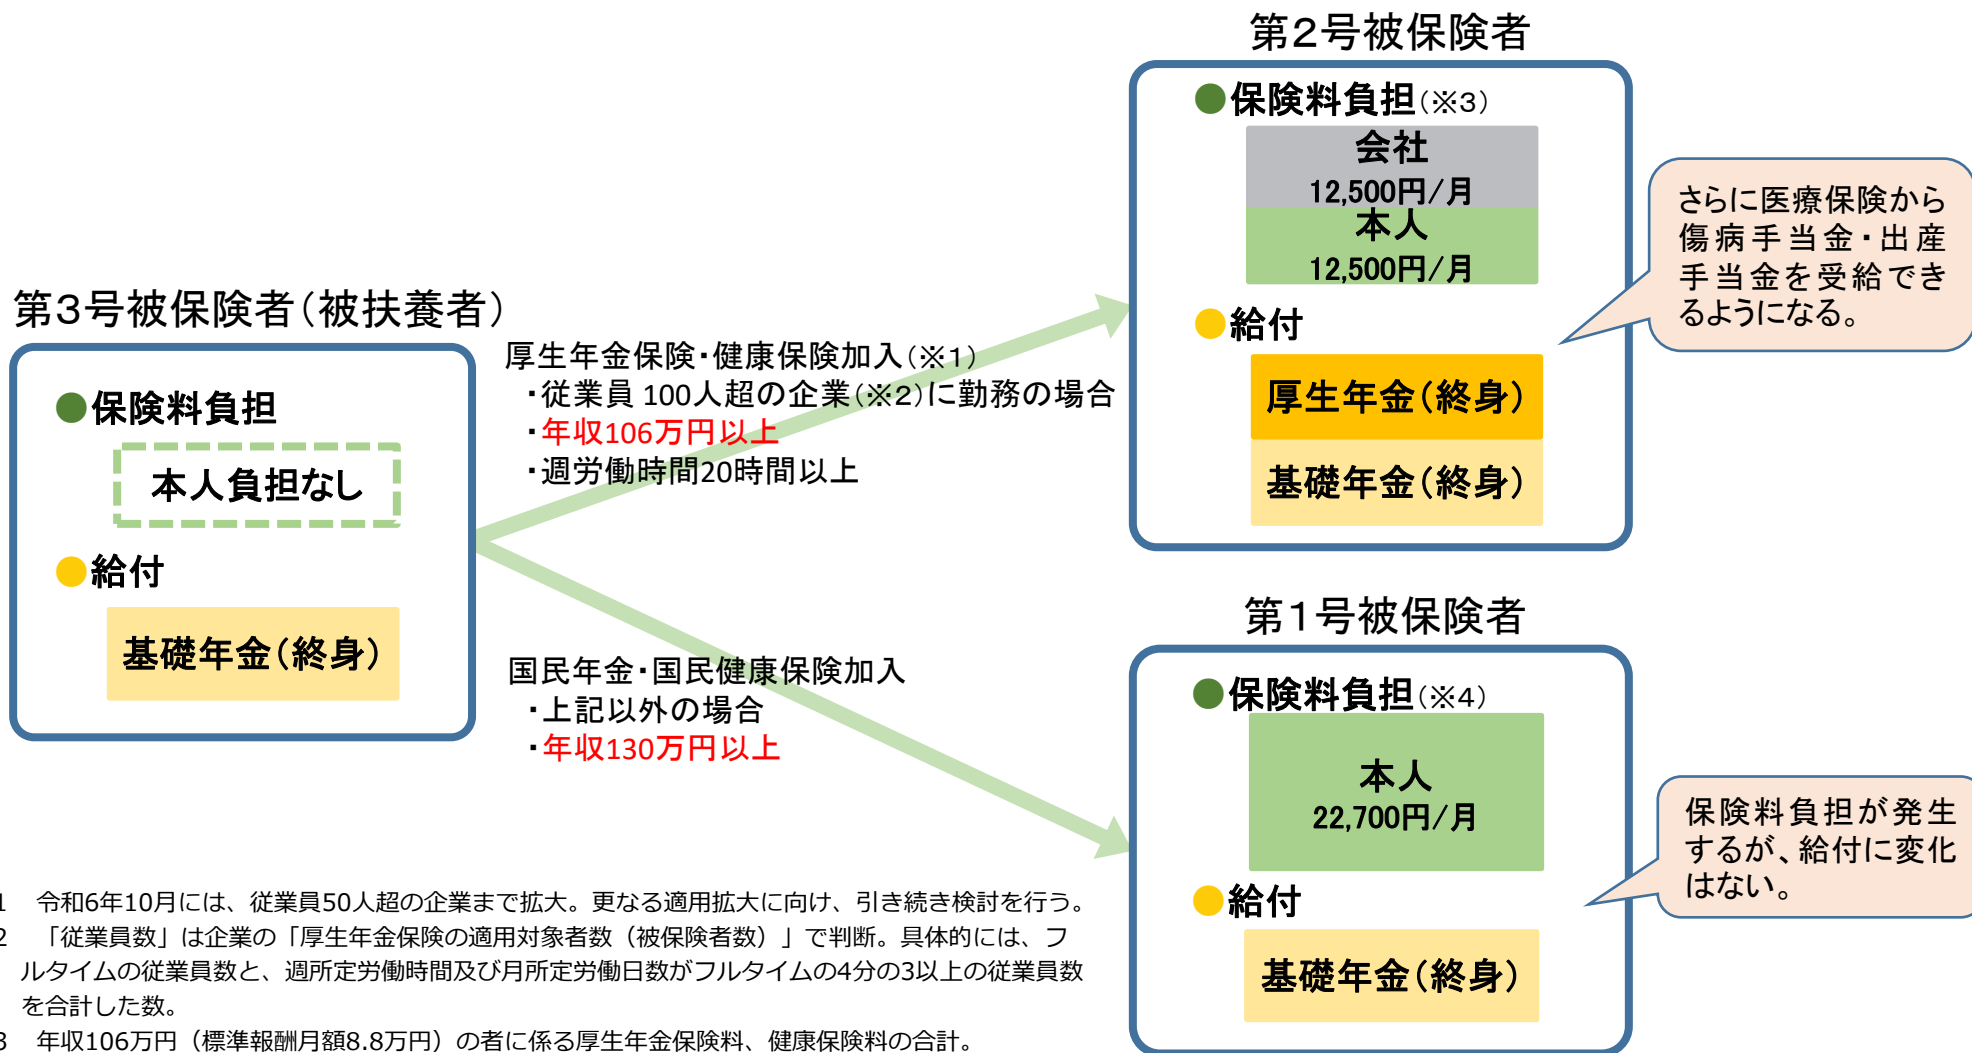 第2号被保険者
●保険料負担(※3)
会社
12,500円/月
本人
12,500円/月
●給付
厚生年金(終身)
基礎年金(終身)
さらに医療保険から
傷病手当金・出産
手当金を受給でき
るようになる。
第3号被保険者(被扶養者)
●保険料負担
本人負担なし
●給付
基礎年金(終身)
厚生年金保険・健康保険加入(※1)
・従業員 100人超の企業(※2)に勤務の場合
・年収106万円以上
・週労働時間20時間以上
国民年金・国民健康保険加入
・上記以外の場合
・年収130万円以上
第1号被保険者
●保険料負担(※4)
本人
22,700円/月
●給付
基礎年金(終身)
保険料負担が発生
するが、給付に変化
はない。
1 令和6年10月には、従業員50人超の企業まで拡大。更なる適用拡大に向け、引き続き検討を行う。
2 「従業員数」は企業の「厚生年金保険の適用対象者数（被保険者数）」で判断。具体的には、フ
ルタイムの従業員数と、週所定労働時間及び月所定労働日数がフルタイムの4分の3以上の従業員数
を合計した数。
3 年収106万円（標準報酬月額8.8万円）の者に係る厚生年金保険料、健康保険料の合計。